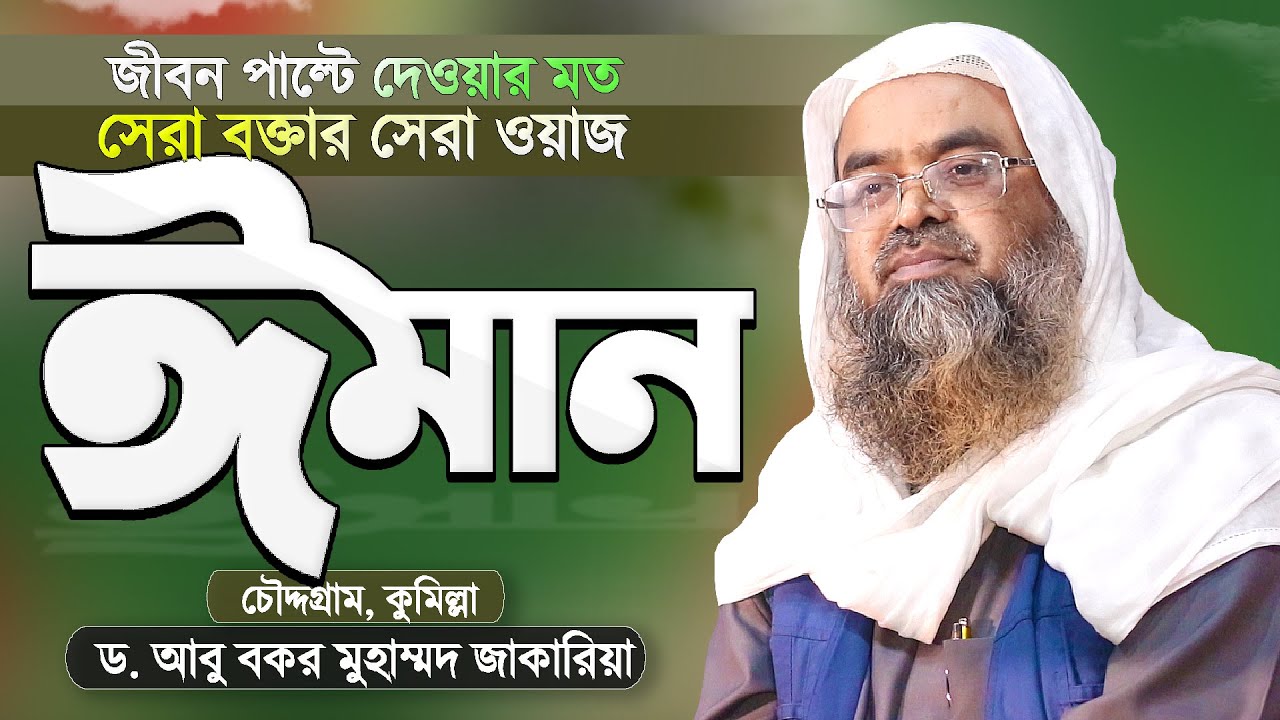 জীবন পাল্টে দেওয়ার মত
সেরা বক্তার সেরা ওয়াজ
ঈমান
চৌদ্দগ্রাম, কুমিল্লা
ড. আবু বকর মুহাম্মদ জাকারিয়া